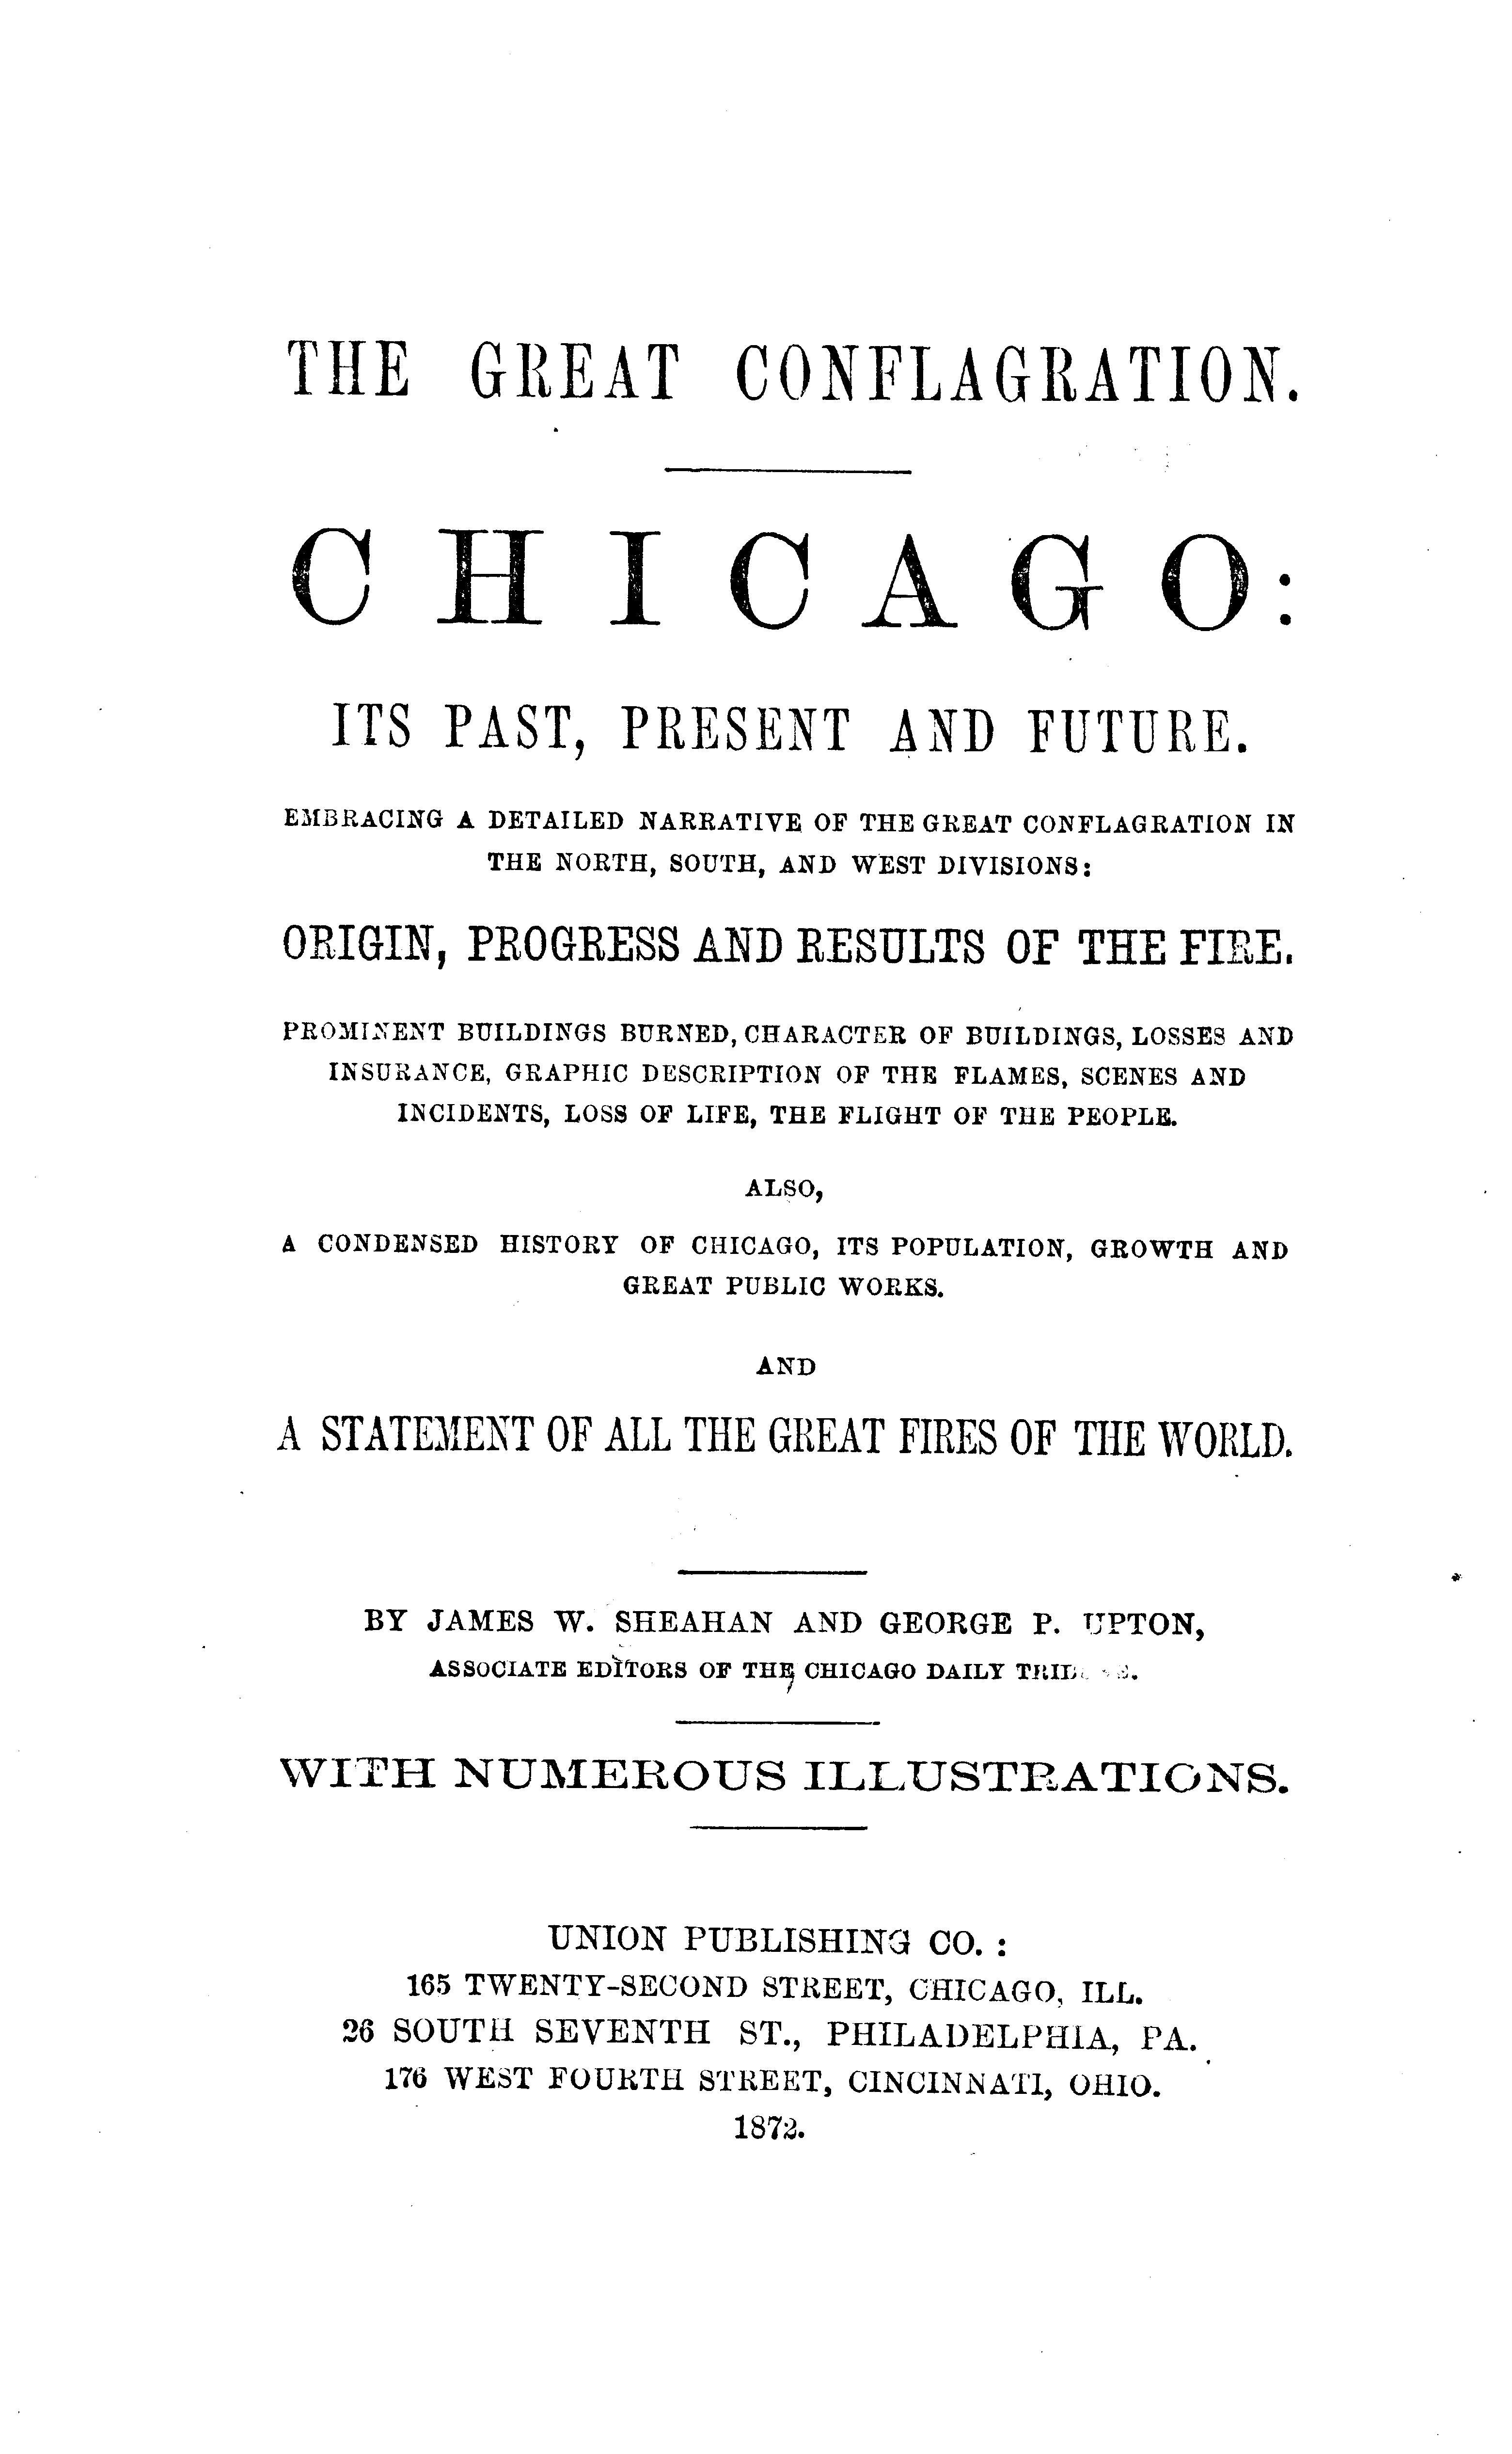 THE GREAT CONFLAGRATION.
CHICAGO:
ITS PAST, PRESENT AND FUTURE.
EMBRACING A DETAILED NARRATIVE OF THE GREAT CONFLAGRATION IN
THE NORTH, SOUTH, AND WEST DIVISIONS:
ORIGIN, PROGRESS AND RESULTS OF THE FIRE.
PROMINENT BUILDINGS BURNED, CHARACTER OF BUILDINGS, LOSSES AND
INSURANCE, GRAPHIC DESCRIPTION OF THE FLAMES, SCENES AND
INCIDENTS, LOSS OF LIFE, THE FLIGHT OF THE PEOPLE.
ALSO,
A CONDENSED HISTORY OF CHICAGO, ITS POPULATION, GROWTH AND
GREAT PUBLIC WORKS.
AND
A STATEMENT OF ALL THE GREAT FIRES OF THE WORLD.
BY JAMES W. SHEAHAN AND GEORGE P. UPTON,
ASSOCIATE EDITORS OF THE CHICAGO DAILY
WITH NUMEROUS ILLUSTRATIONS.
UNION PUBLISHING CO. :
165 TWENTY-SECOND STREET, CHICAGO, ILL.
26 SOUTH SEVENTH ST., PHILADELPHIA, PA.
176 WEST FOURTH STREET, CINCINNATI, OHIO.
1872.